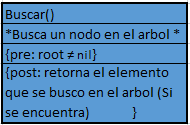 Buscar()
*Busca un nodo en el arbol *
{pre: root ≠ nil}
{post: retorna el elemento
que se busco en el arbol (Si
se encuentra) }